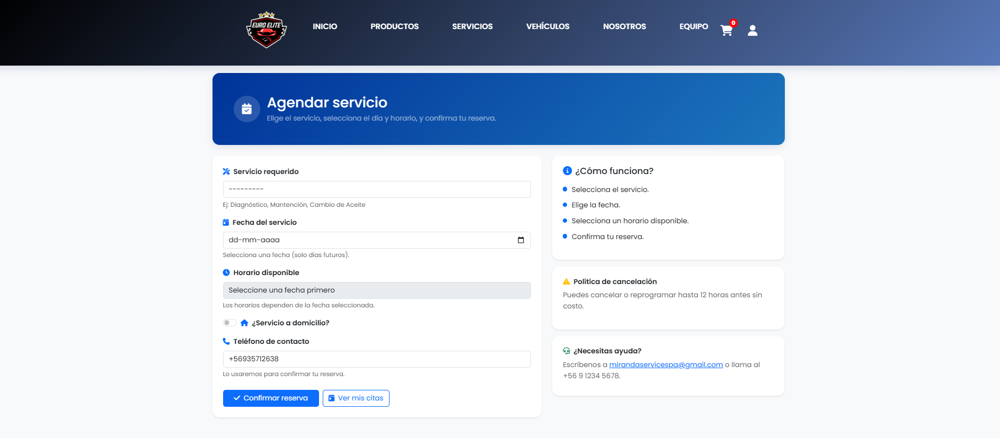 EURO ELITE
INICIO
PRODUCTOS
SERVICIOS
VEHÍCULOS
NOSOTROS
EQUIPO
0
Agendar servicio
Elige el servicio, selecciona el día y horario, y confirma tu reserva.
Servicio requerido
---------
Ej: Diagnóstico, Mantención, Cambio de Aceite
Fecha del servicio
dd-mm-aaaa
Selecciona una fecha (solo días futuros).
Horario disponible
Seleccione una fecha primero
Los horarios dependen de la fecha seleccionada.
¿Servicio a domicilio?
Teléfono de contacto
+56935712638
Lo usaremos para confirmar tu reserva.
Confirmar reserva
Ver mis citas
¿Cómo funciona?
Selecciona el servicio.
Elige la fecha.
Selecciona un horario disponible.
Confirma tu reserva.
Política de cancelación
Puedes cancelar o reprogramar hasta 12 horas antes sin
costo.
¿Necesitas ayuda?
Escríbenos a mirandaservicespa@gmail.com o llama al
+56 9 1234 5678.